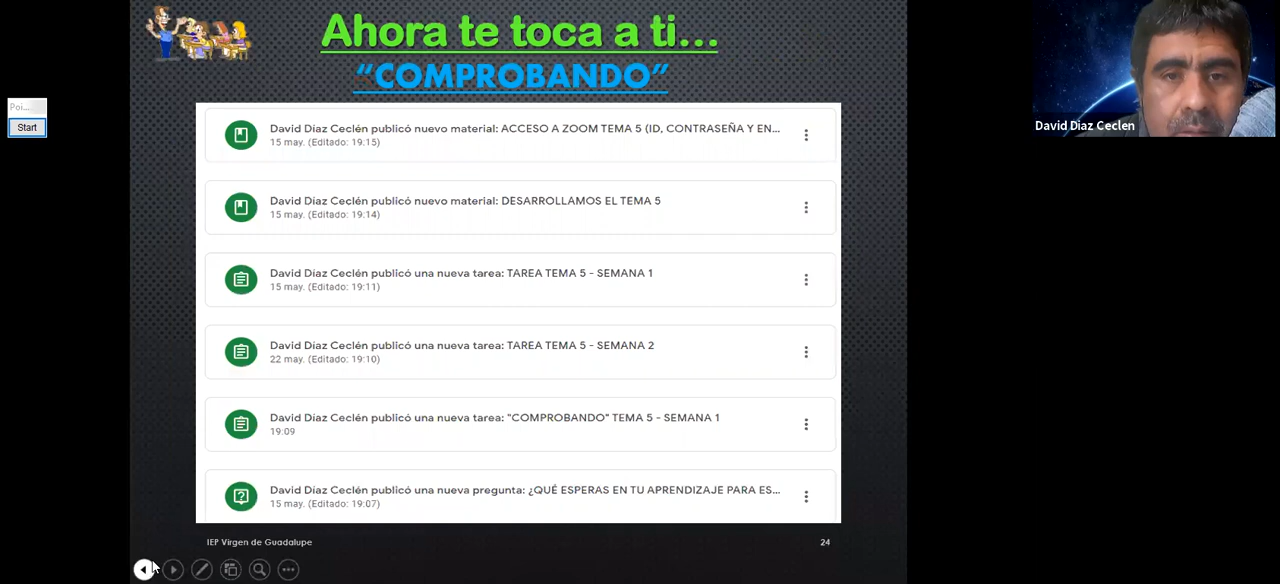 Ahora te toca a ti...
"COMPROBANDO"
Poi...
Start
David Diaz Ceclen
David Díaz Ceclén publicó nuevo material: ACCESO A ZOOM TEMA 5 (ID, CONTRASEÑA Y EN...
15 may. (Editado: 19:15)
David Díaz Ceclén publicó nuevo material: DESARROLLAMOS EL TEMA 5
15 may. (Editado: 19:14)
David Díaz Ceclén publicó una nueva tarea: TAREA TEMA 5 - SEMANA 1
15 may. (Editado: 19:11)
David Díaz Ceclén publicó una nueva tarea: TAREA TEMA 5 - SEMANA 2
22 may. (Editado: 19:10)
David Díaz Ceclén publicó una nueva tarea: "COMPROBANDO" TEMA 5 - SEMANA 1
19:09
David Díaz Ceclén publicó una nueva pregunta: ¿QUÉ ESPERAS EN TU APRENDIZAJE PARA ES...
15 may. (Editado: 19:07)
IEP Virgen de Guadalupe
24